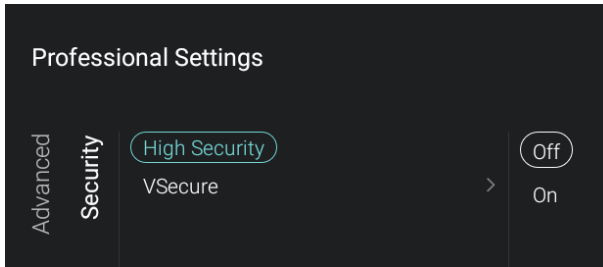 Professional Settings
Advanced
Security
High Security
VSecure
Off
On